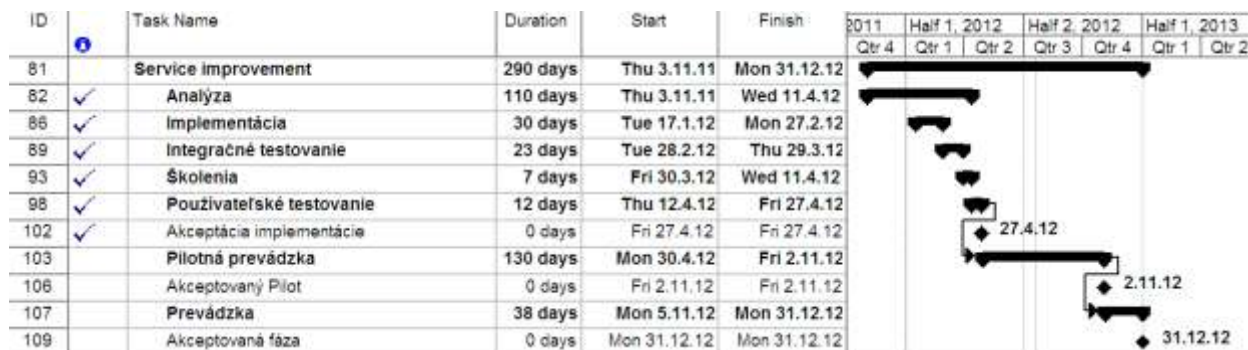 ID Task Name Duration Start Finish 2011 Half 1, 2012 Half 2, 2012 Half 1, 2013
Qtr 4 Qtr 1 Qtr 2 Qtr 3 Qtr 4 Qtr 1 Qtr 2
81 Service improvement 290 days Thu 3.11.11 Mon 31.12.12
82 Analýza 110 days Thu 3.11.11 Wed 11.4.12
86 Implementácia 30 days Tue 17.1.12 Mon 27.2.12
89 Integračné testovanie 23 days Tue 28.2.12 Thu 29.3.12
93 Školenia 7 days Fri 30.3.12 Wed 11.4.12
98 Používateľské testovanie 12 days Thu 12.4.12 Fri 27.4.12
102 Akceptácia implementácie 0 days Fri 27.4.12 Fri 27.4.12 27.4.12
103 Pilotná prevádzka 130 days Mon 30.4.12 Fri 2.11.12
106 Akceptovaný Pilot 0 days Fri 2.11.12 Fri 2.11.12 2.11.12
107 Prevádzka 38 days Mon 5.11.12 Mon 31.12.12
109 Akceptovaná fáza 0 days Mon 31.12.12 Mon 31.12.12 31.12.12